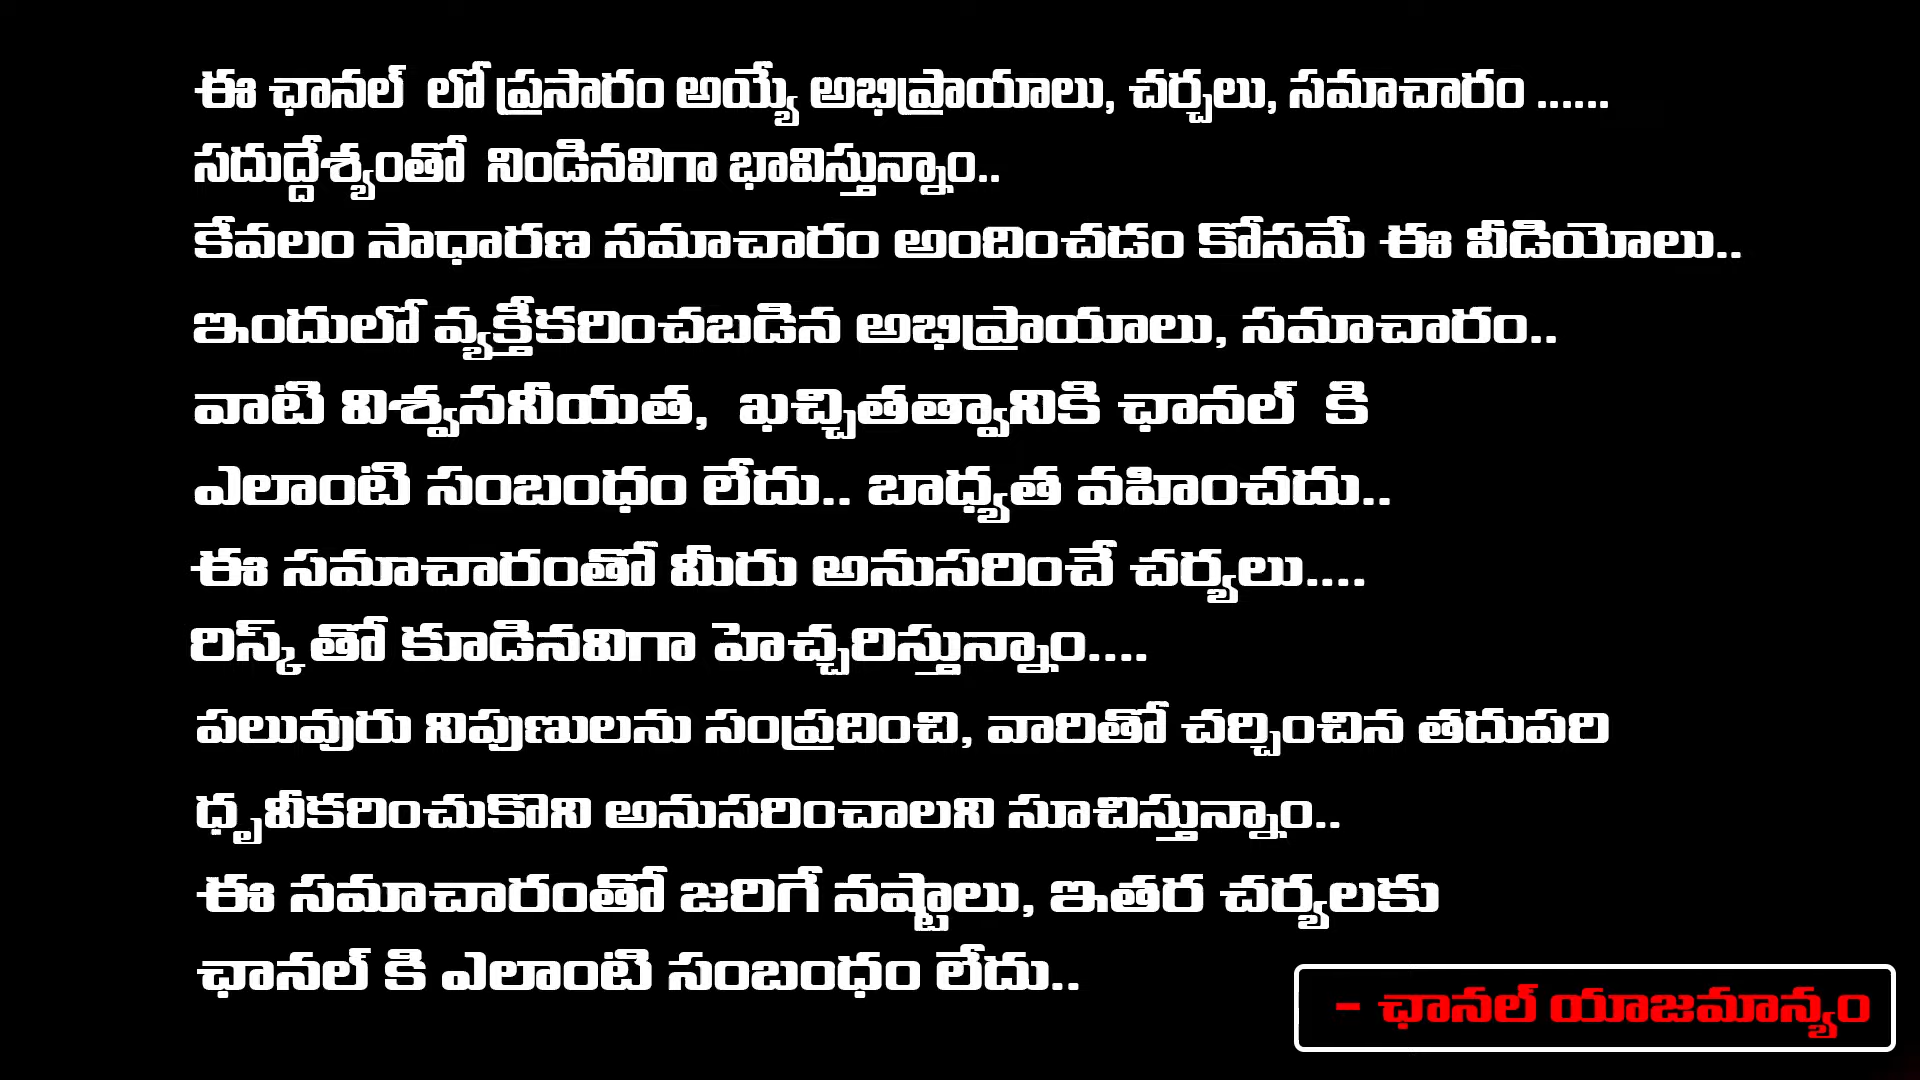 ఈ ఛానల్ లో ప్రసారం అయ్యే అభిప్రాయాలు, చర్చలు, సమాచారం ......
సదుద్దేశ్యంతో నిండినవిగా భావిస్తున్నాం..
కేవలం సాధారణ సమాచారం అందించడం కోసమే ఈ వీడియోలు..
ఇందులో వ్యక్తీకరించబడిన అభిప్రాయాలు, సమాచారం..
వాటి విశ్వసనీయత, ఖచ్చితత్వానికి ఛానల్ కి
ఎలాంటి సంబంధం లేదు.. బాధ్యత వహించదు..
ఈ సమాచారంతో మీరు అనుసరించే చర్యలు....
రిస్క్ తో కూడినవిగా హెచ్చరిస్తున్నాం....
పలువురు నిపుణులను సంప్రదించి, వారితో చర్చించిన తదుపరి
ధృవీకరించుకొని అనుసరించాలని సూచిస్తున్నాం..
ఈ సమాచారంతో జరిగే నష్టాలు, ఇతర చర్యలకు
ఛానల్ కి ఎలాంటి సంబంధం లేదు..
- ఛానల్ యాజమాన్యం